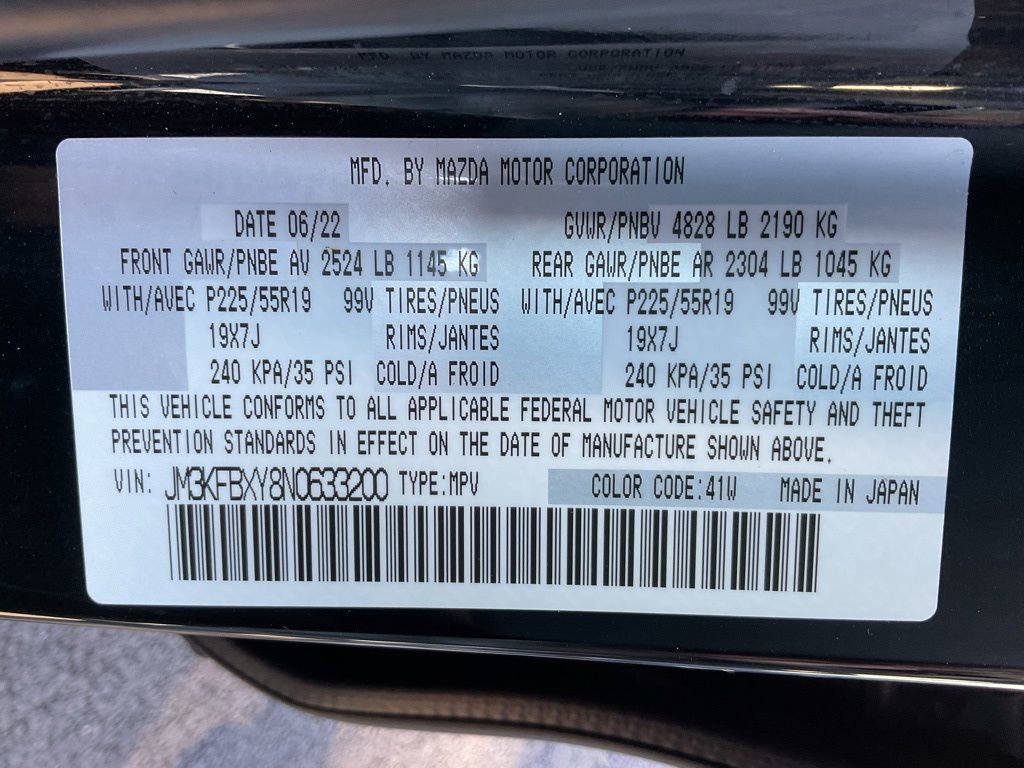 MFD. BY MAZDA MOTOR CORPORATION
DATE 06/22 GVWR/PNBV 4828 LB 2190 KG
FRONT GAWR/PNBE AV 2524 LB 1145 KG REAR GAWR/PNBE AR 2304 LB 1045 KG
WITH/AVEC P225/55R19 99V TIRES/PNEUS WITH/AVEC P225/55R19 99V TIRES/PNEUS
19X7J RIMS/JANTES 19X7J RIMS/JANTES
240 KPA/35 PSI COLD/A FROID 240 KPA/35 PSI COLD/A FROID
THIS VEHICLE CONFORMS TO ALL APPLICABLE FEDERAL MOTOR VEHICLE SAFETY AND THEFT
PREVENTION STANDARDS IN EFFECT ON THE DATE OF MANUFACTURE SHOWN ABOVE.
VIN: JM3KFBXY8N0633200 TYPE:MPV COLOR CODE:41W MADE IN JAPAN